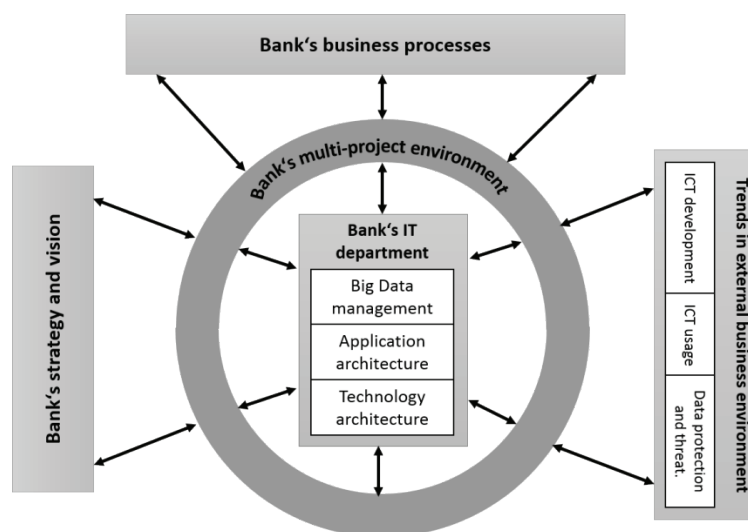 Bank‘s business processes
Bank‘s multi-project environment
Bank‘s strategy and vision
Bank‘s IT
department
Big Data
management
Application
architecture
Technology
architecture
Trends in external business environment
ICT development
ICT usage
Data protection
and threat.